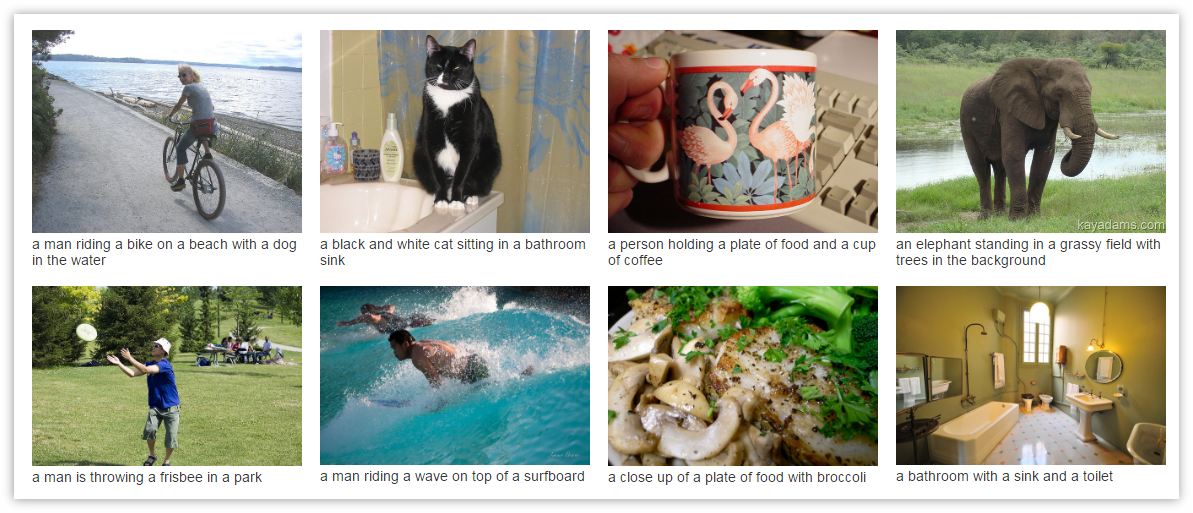 a man riding a bike on a beach with a dog
in the water
a black and white cat sitting in a bathroom
sink
a person holding a plate of food and a cup
of coffee
kayadams.com
an elephant standing in a grassy field with
trees in the background
a man is throwing a frisbee in a park
a man riding a wave on top of a surfboard
a close up of a plate of food with broccoli
a bathroom with a sink and a toilet